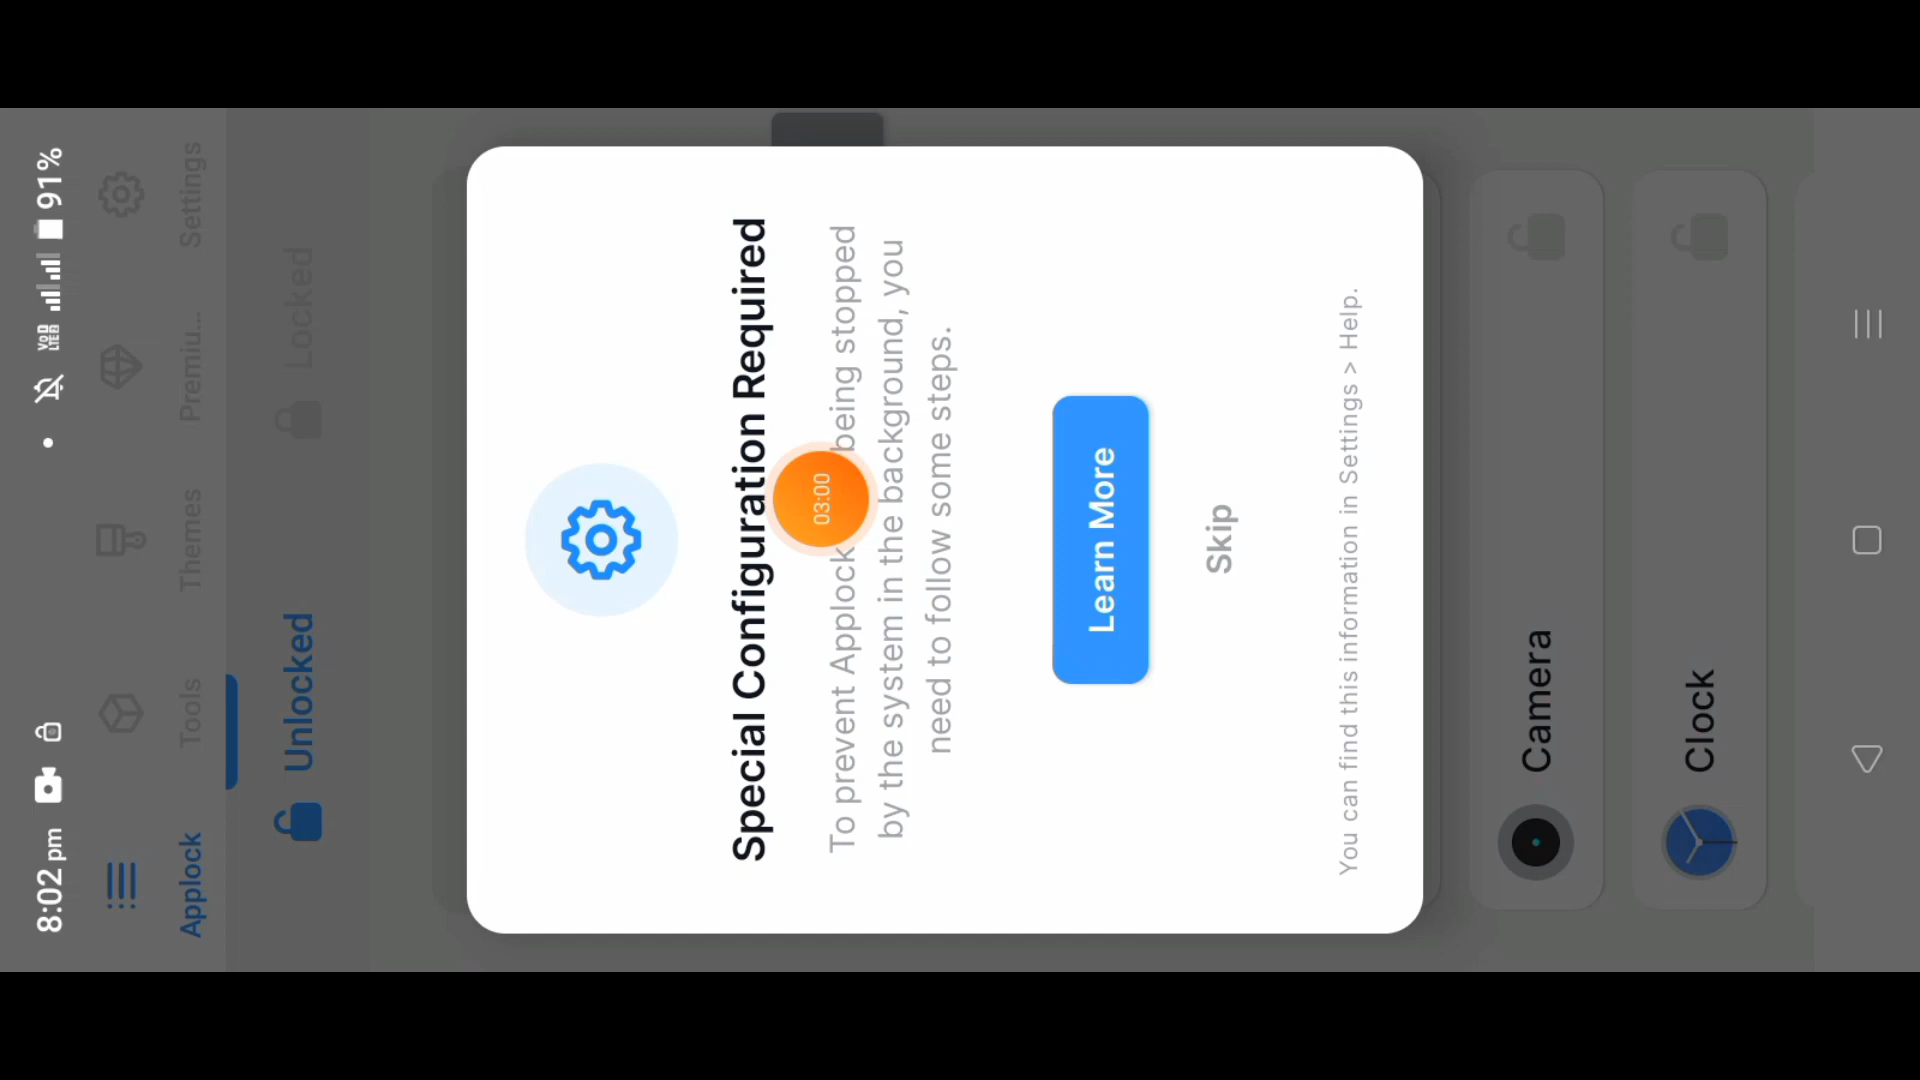 8:02 pm
91%
Applock
Tools
Themes
Premiu...
Settings
Unlocked
Locked
Special Configuration Required
03:00
To prevent Applock being stopped
by the system in the background, you
need to follow some steps.
Learn More
Skip
You can find this information in Settings > Help.
Camera
Clock